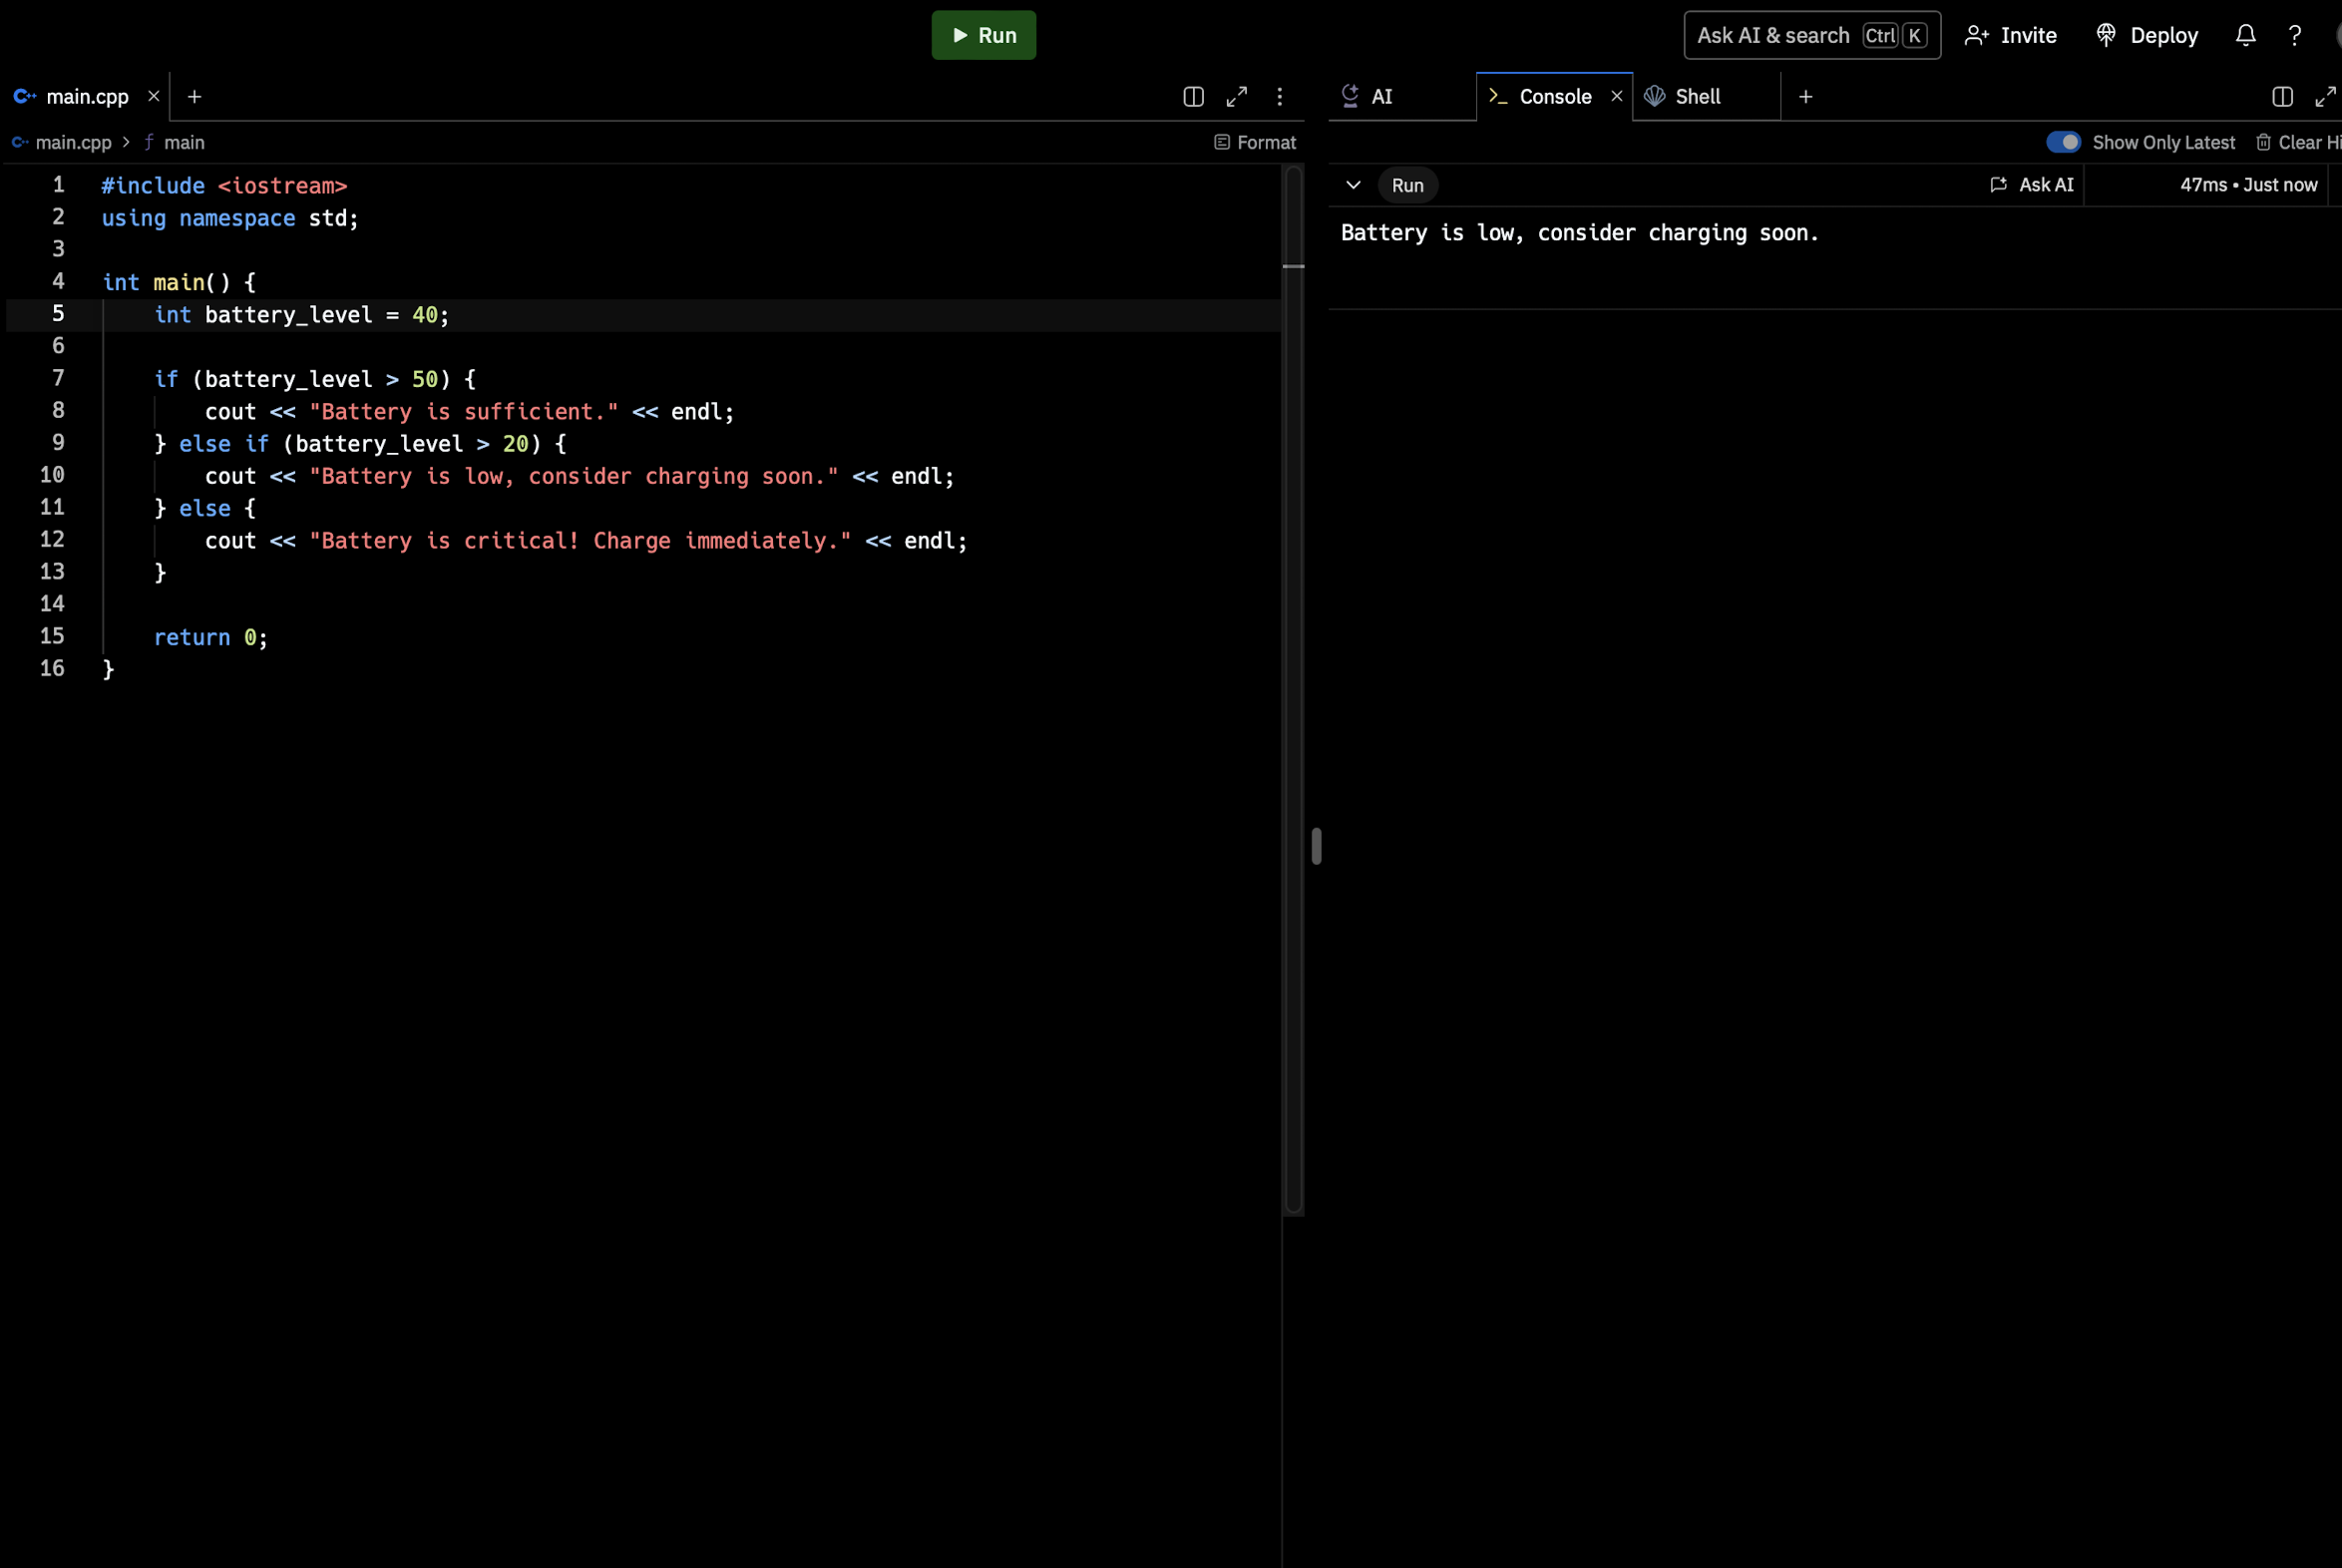 Run
Ask AI & search Ctrl K Invite Deploy ?
main.cpp
main.cpp > main
Format
1 #include <iostream>
2 using namespace std;
3
4 int main() {
5     int battery_level = 40;
6
7     if (battery_level > 50) {
8         cout << "Battery is sufficient." << endl;
9     } else if (battery_level > 20) {
10         cout << "Battery is low, consider charging soon." << endl;
11     } else {
12         cout << "Battery is critical! Charge immediately." << endl;
13     }
14
15     return 0;
16 }
AI Console Shell
Show Only Latest Clear Hi
Run Ask AI 47ms • Just now
Battery is low, consider charging soon.